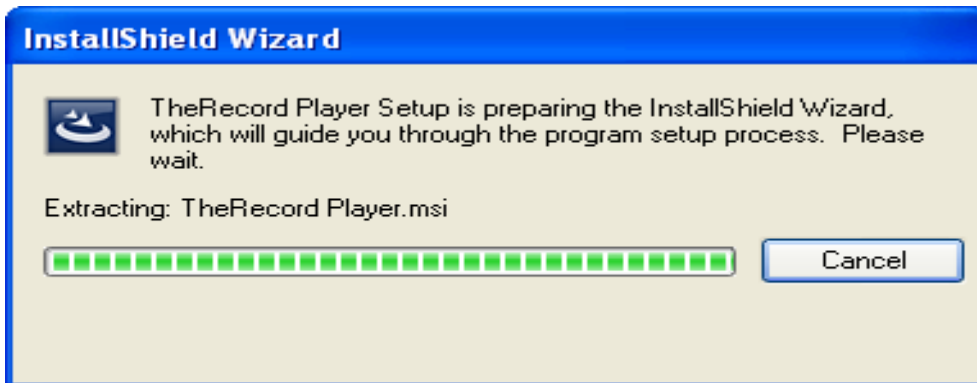 InstallShield Wizard
TheRecord Player Setup is preparing the InstallShield Wizard,
which will guide you through the program setup process.  Please
wait.
Extracting: TheRecord Player.msi
Cancel